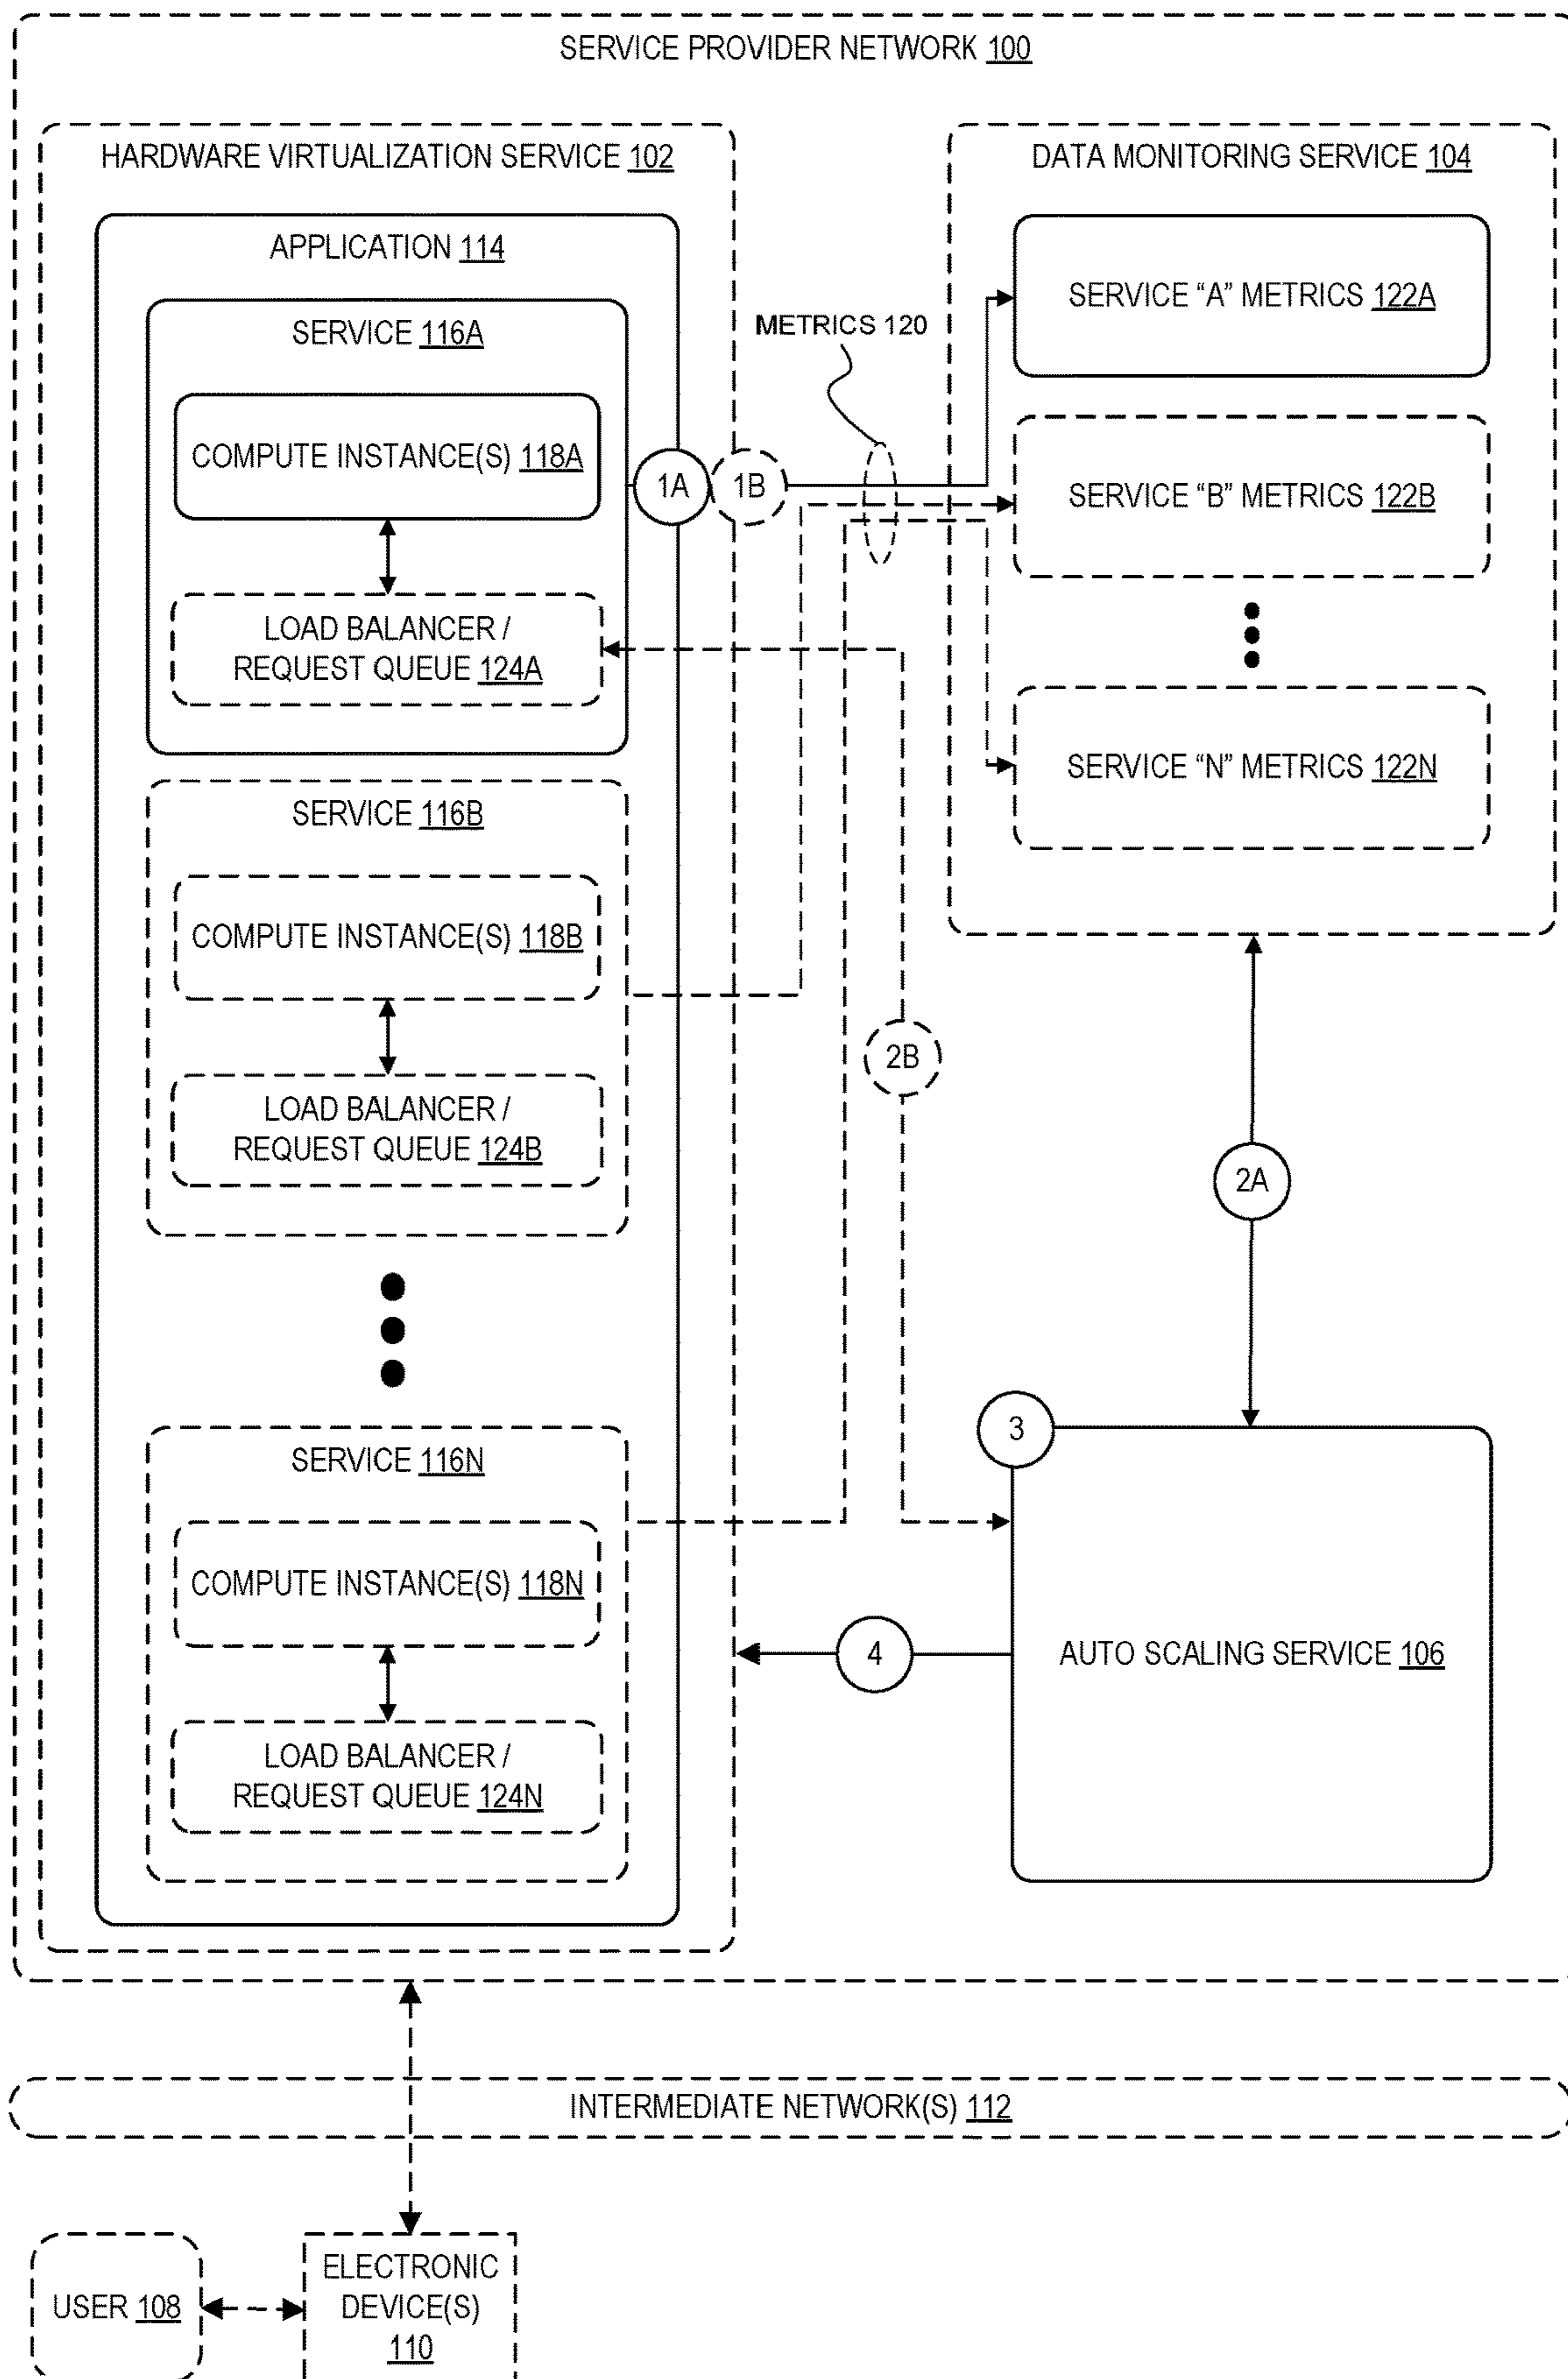 SERVICE PROVIDER NETWORK 100
HARDWARE VIRTUALIZATION SERVICE 102
APPLICATION 114
SERVICE 116A
COMPUTE INSTANCE(S) 118A
LOAD BALANCER /
REQUEST QUEUE 124A
SERVICE 116B
COMPUTE INSTANCE(S) 118B
LOAD BALANCER /
REQUEST QUEUE 124B
SERVICE 116N
COMPUTE INSTANCE(S) 118N
LOAD BALANCER /
REQUEST QUEUE 124N
1A
1B
METRICS 120
DATA MONITORING SERVICE 104
SERVICE “A” METRICS 122A
SERVICE “B” METRICS 122B
SERVICE “N” METRICS 122N
2B
2A
3
4
AUTO SCALING SERVICE 106
INTERMEDIATE NETWORK(S) 112
USER 108
ELECTRONIC
DEVICE(S)
110